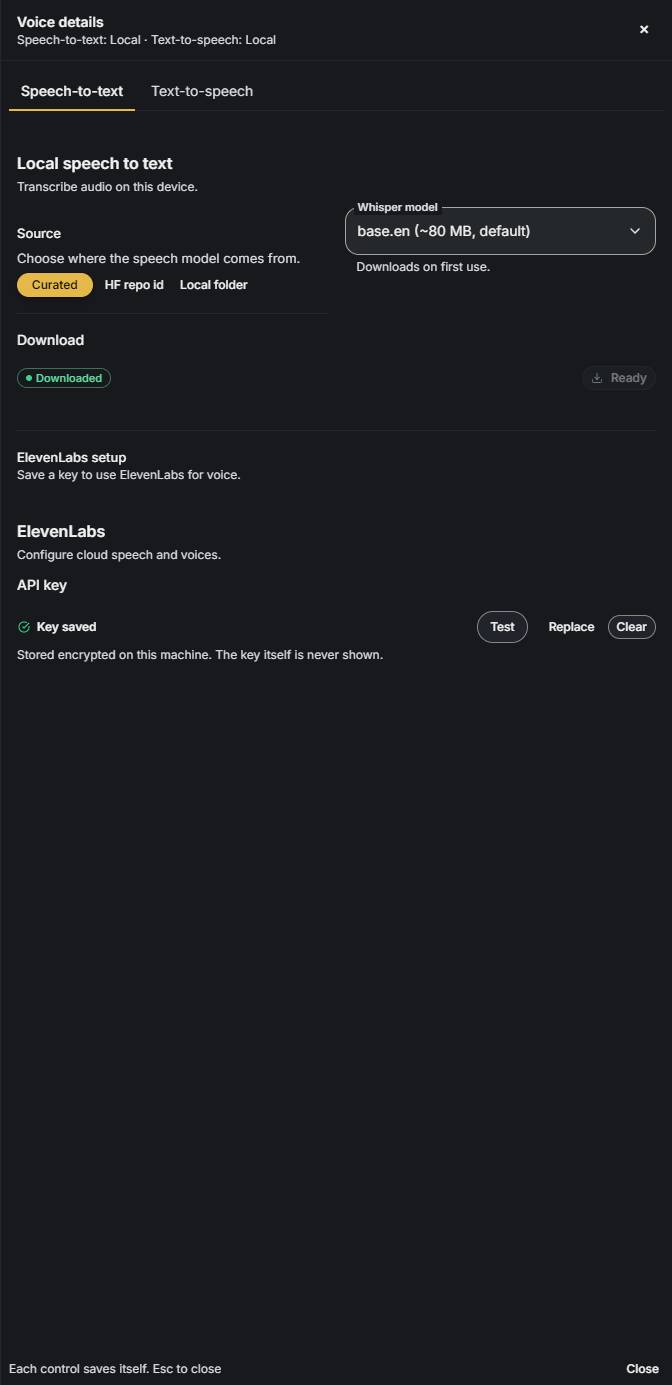 Voice details
Speech-to-text: Local · Text-to-speech: Local
Speech-to-text
Text-to-speech
Local speech to text
Transcribe audio on this device.
Source
Choose where the speech model comes from.
Curated
HF repo id
Local folder
Whisper model
base.en (~80 MB, default)
Downloads on first use.
Download
Downloaded
Ready
ElevenLabs setup
Save a key to use ElevenLabs for voice.
ElevenLabs
Configure cloud speech and voices.
API key
Key saved
Test
Replace
Clear
Stored encrypted on this machine. The key itself is never shown.
Each control saves itself. Esc to close
Close